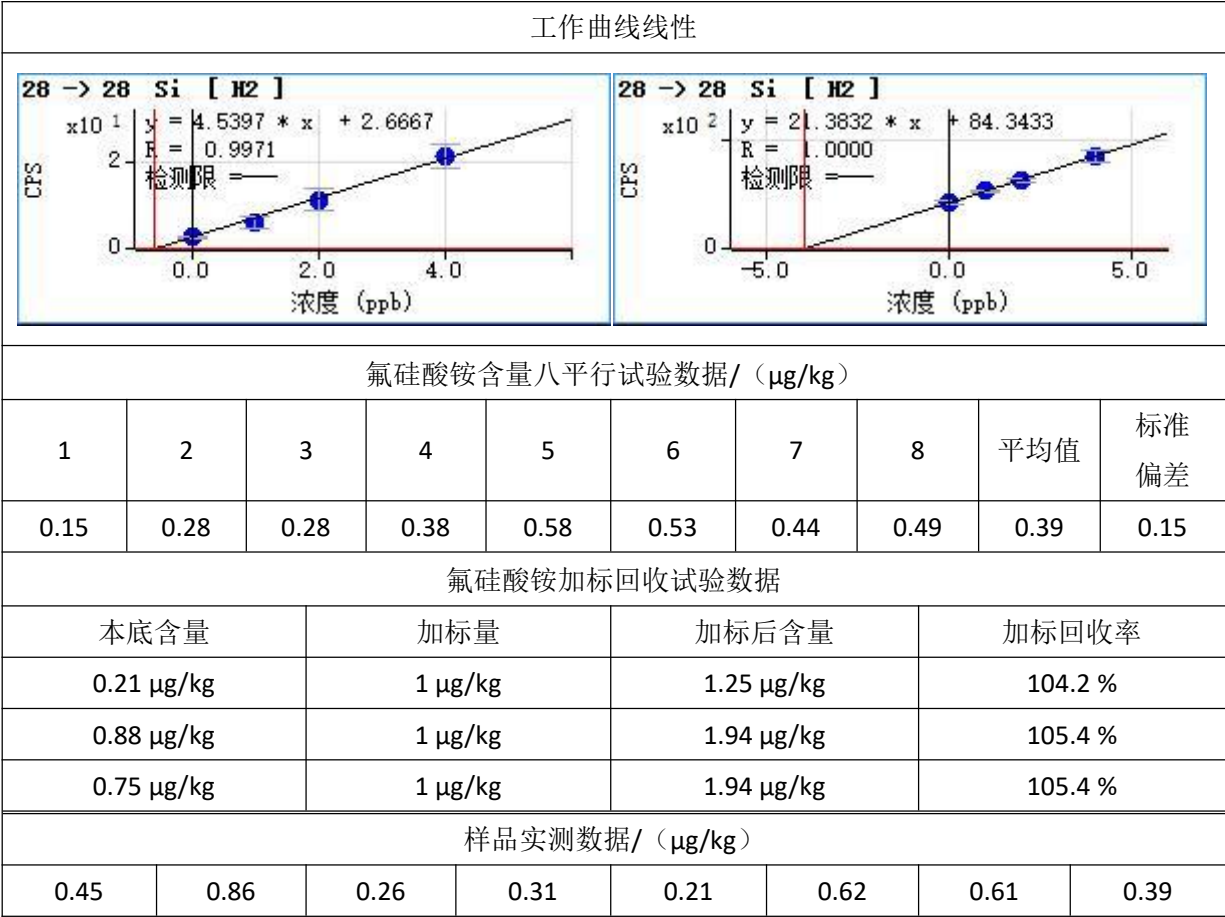 工作曲线线性
28 -> 28 Si [ H2 ]
x10 1
y = 4.5397 * x + 2.6667
R = 0.9971
检测限 =——
CPS
2
0
0.0 2.0 4.0
浓度 (ppb)
28 -> 28 Si [ H2 ]
x10 2
y = 21.3832 * x + 84.3433
R = 1.0000
检测限 =——
CPS
0
-5.0 0.0 5.0
浓度 (ppb)
氟硅酸铵含量八平行试验数据/（μg/kg）
1 2 3 4 5 6 7 8 平均值 标准
偏差
0.15 0.28 0.28 0.38 0.58 0.53 0.44 0.49 0.39 0.15
氟硅酸铵加标回收试验数据
本底含量 加标量 加标后含量 加标回收率
0.21 μg/kg 1 μg/kg 1.25 μg/kg 104.2 %
0.88 μg/kg 1 μg/kg 1.94 μg/kg 105.4 %
0.75 μg/kg 1 μg/kg 1.94 μg/kg 105.4 %
样品实测数据/（μg/kg）
0.45 0.86 0.26 0.31 0.21 0.62 0.61 0.39